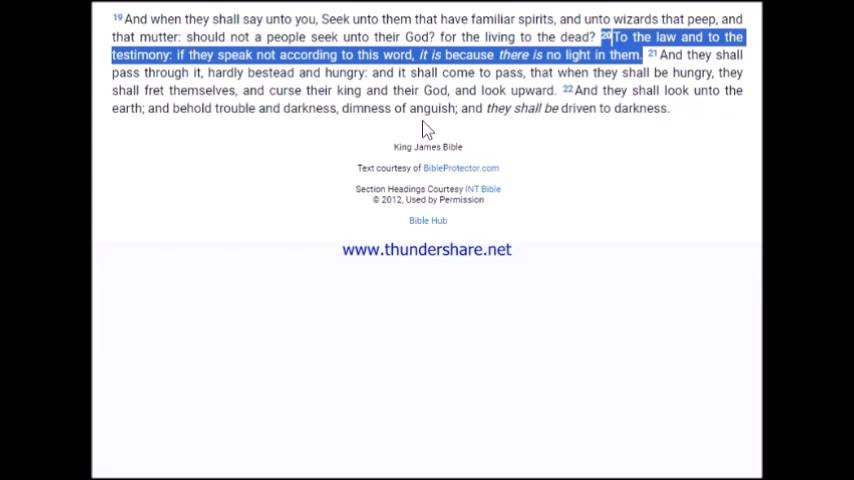 19 And when they shall say unto you, Seek unto them that have familiar spirits, and unto wizards that peep, and
that mutter: should not a people seek unto their God? for the living to the dead? 20 To the law and to the
testimony: if they speak not according to this word, it is because there is no light in them. 21 And they shall
pass through it, hardly bestead and hungry: and it shall come to pass, that when they shall be hungry, they
shall fret themselves, and curse their king and their God, and look upward. 22 And they shall look unto the
earth; and behold trouble and darkness, dimness of anguish; and they shall be driven to darkness.
King James Bible
Text courtesy of BibleProtector.com
Section Headings Courtesy INT Bible
© 2012, Used by Permission
Bible Hub
www.thundershare.net